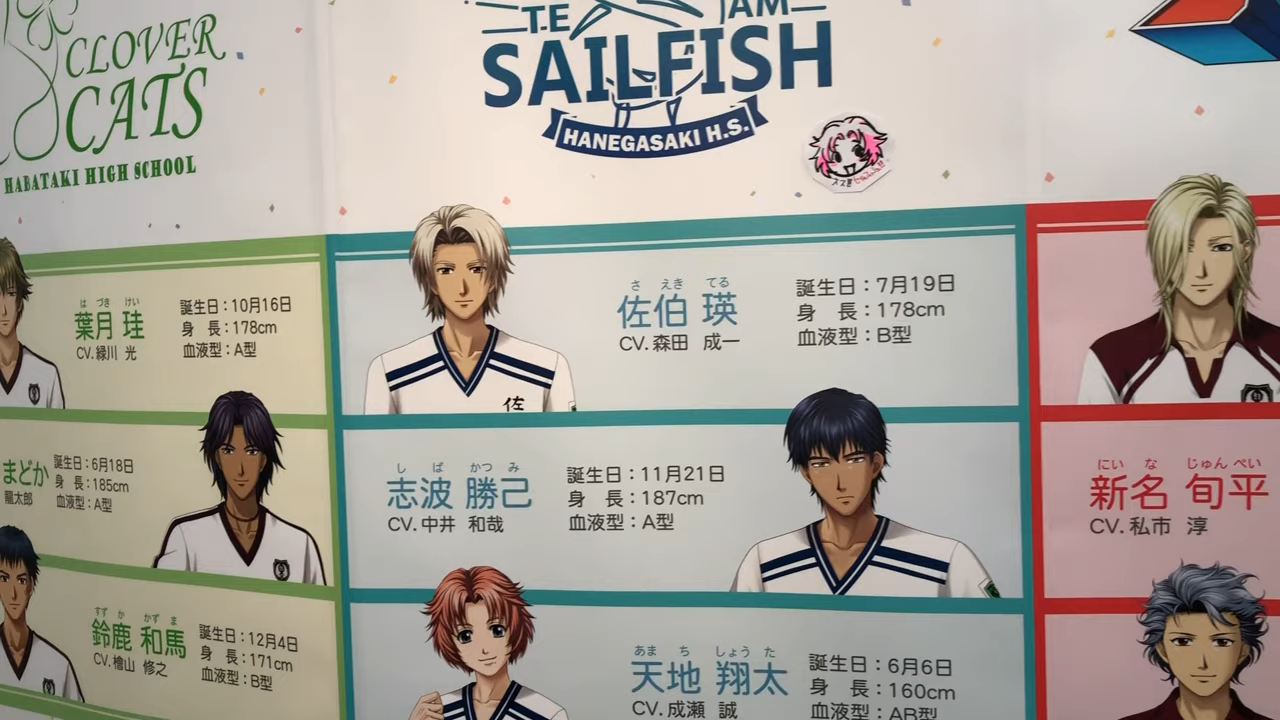 CLOVER
CATS
HABATAKI HIGH SCHOOL
はづき けい
葉月 珪
CV.緑川 光
誕生日：10月16日
身 長：178cm
血液型：A型
まどか
龍太郎
誕生日：6月18日
身 長：185cm
血液型：A型
すずか かずま
鈴鹿 和馬
CV.檜山 修之
誕生日：12月4日
身 長：171cm
血液型：B型
TE AM
SAILFISH
HANEGASAKI H.S.
さえき てる
佐伯 瑛
CV.森田 成一
誕生日：7月19日
身 長：178cm
血液型：B型
佐
しば かつみ
志波 勝己
CV.中井 和哉
誕生日：11月21日
身 長：187cm
血液型：A型
あまち しょうた
天地 翔太
CV.成瀬 誠
誕生日：6月6日
身 長：160cm
血液型：AB型
にいな じゅんぺい
新名 旬平
CV.私市 淳